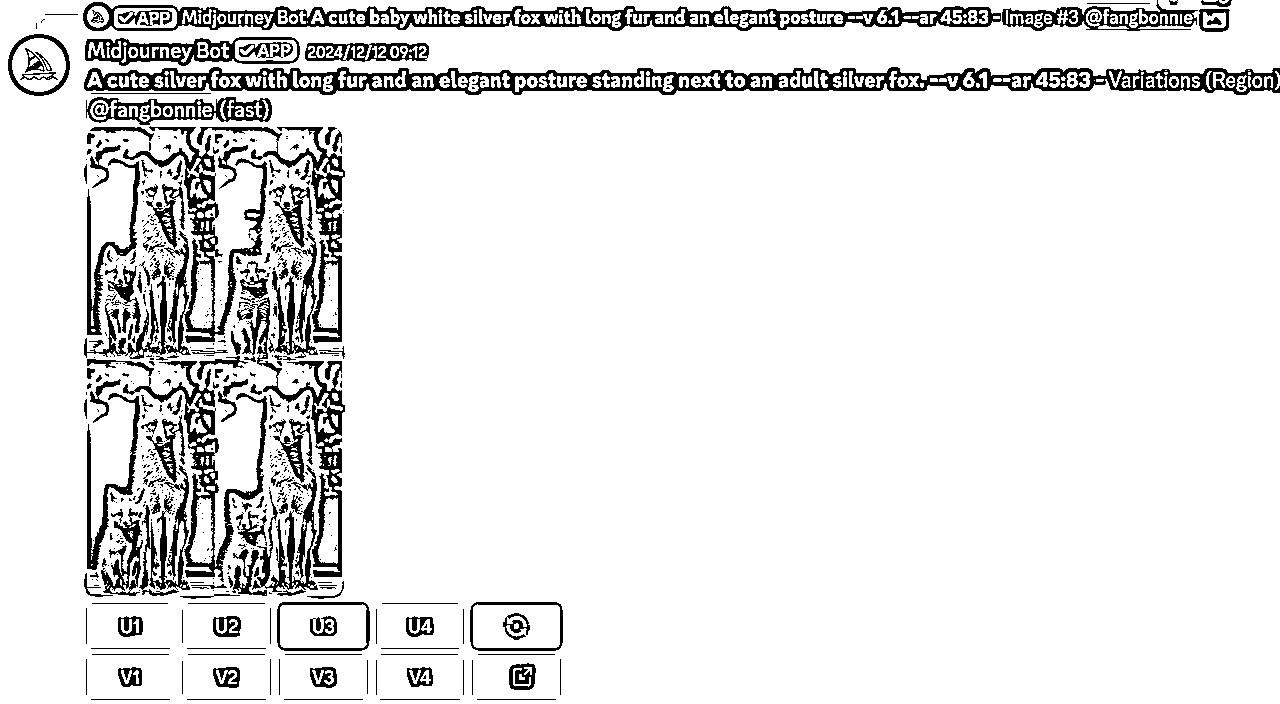 APP Midjourney Bot A cute baby white silver fox with long fur and an elegant posture --v 6.1 --ar 45:83 - Image #3 @fangbonnie
Midjourney Bot APP 2024/12/12 09:12
A cute silver fox with long fur and an elegant posture standing next to an adult silver fox. --v 6.1 --ar 45:83 - Variations (Region)
@fangbonnie (fast)
U1 U2 U3 U4
V1 V2 V3 V4